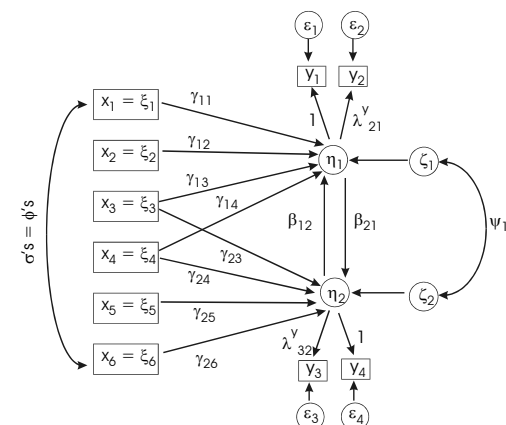 ε₁ ε₂
y₁ y₂
x₁ = ξ₁ γ₁₁ 1 λʸ₂₁
x₂ = ξ₂ γ₁₂ η₁ ζ₁
x₃ = ξ₃ γ₁₃ γ₁₄
σ's = φ's β₁₂ β₂₁ ψ₁
x₄ = ξ₄ γ₂₃
γ₂₄
x₅ = ξ₅ γ₂₅ η₂ ζ₂
x₆ = ξ₆ γ₂₆ λʸ₃₂ 1
y₃ y₄
ε₃ ε₄